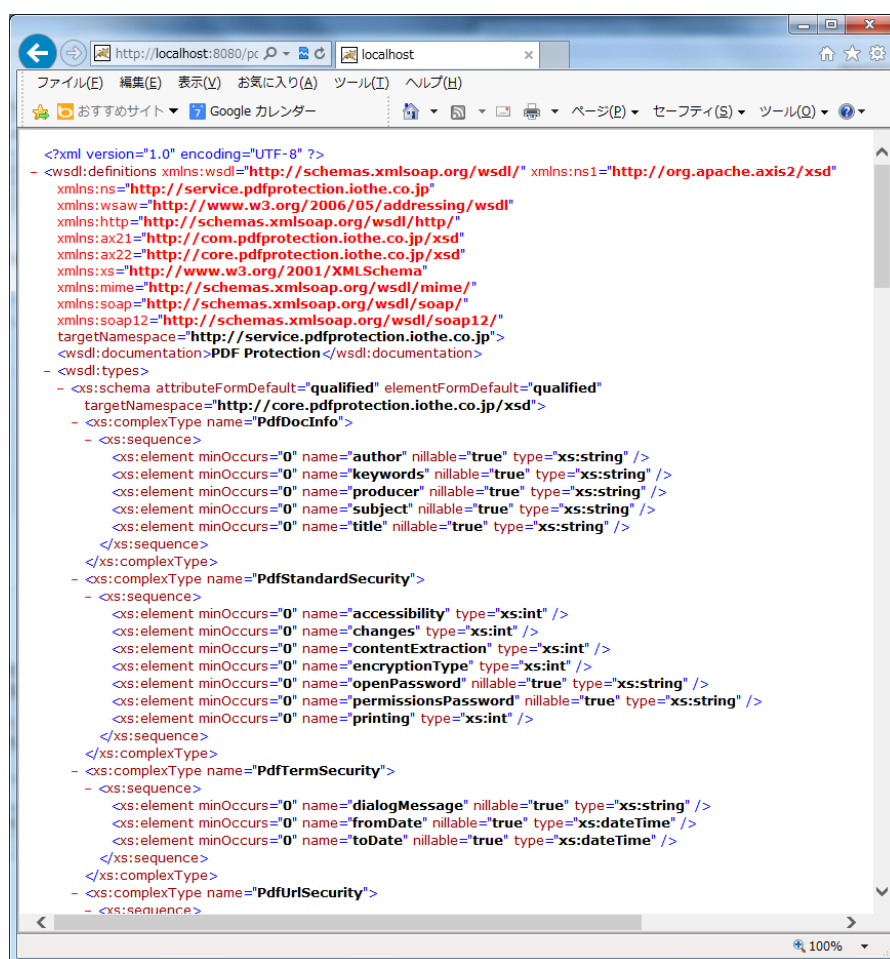 http://localhost:8080/pc
localhost
ファイル(F) 編集(E) 表示(V) お気に入り(A) ツール(T) ヘルプ(H)
おすすめサイト ▼ 7 Google カレンダー ページ(P) ▼ セーフティ(S) ▼ ツール(O) ▼
<?xml version="1.0" encoding="UTF-8" ?>
- <wsdl:definitions xmlns:wsdl="http://schemas.xmlsoap.org/wsdl/" xmlns:ns1="http://org.apache.axis2/xsd"
xmlns:ns="http://service.pdfprotection.iothe.co.jp"
xmlns:wsaw="http://www.w3.org/2006/05/addressing/wsdl"
xmlns:http="http://schemas.xmlsoap.org/wsdl/http/"
xmlns:ax21="http://com.pdfprotection.iothe.co.jp/xsd"
xmlns:ax22="http://core.pdfprotection.iothe.co.jp/xsd"
xmlns:xs="http://www.w3.org/2001/XMLSchema"
xmlns:mime="http://schemas.xmlsoap.org/wsdl/mime/"
xmlns:soap="http://schemas.xmlsoap.org/wsdl/soap/"
xmlns:soap12="http://schemas.xmlsoap.org/wsdl/soap12/"
targetNamespace="http://service.pdfprotection.iothe.co.jp">
<wsdl:documentation>PDF Protection</wsdl:documentation>
- <wsdl:types>
- <xs:schema attributeFormDefault="qualified" elementFormDefault="qualified"
targetNamespace="http://core.pdfprotection.iothe.co.jp/xsd">
- <xs:complexType name="PdfDocInfo">
- <xs:sequence>
<xs:element minOccurs="0" name="author" nillable="true" type="xs:string" />
<xs:element minOccurs="0" name="keywords" nillable="true" type="xs:string" />
<xs:element minOccurs="0" name="producer" nillable="true" type="xs:string" />
<xs:element minOccurs="0" name="subject" nillable="true" type="xs:string" />
<xs:element minOccurs="0" name="title" nillable="true" type="xs:string" />
</xs:sequence>
</xs:complexType>
- <xs:complexType name="PdfStandardSecurity">
- <xs:sequence>
<xs:element minOccurs="0" name="accessibility" type="xs:int" />
<xs:element minOccurs="0" name="changes" type="xs:int" />
<xs:element minOccurs="0" name="contentExtraction" type="xs:int" />
<xs:element minOccurs="0" name="encryptionType" type="xs:int" />
<xs:element minOccurs="0" name="openPassword" nillable="true" type="xs:string" />
<xs:element minOccurs="0" name="permissionsPassword" nillable="true" type="xs:string" />
<xs:element minOccurs="0" name="printing" type="xs:int" />
</xs:sequence>
</xs:complexType>
- <xs:complexType name="PdfTermSecurity">
- <xs:sequence>
<xs:element minOccurs="0" name="dialogMessage" nillable="true" type="xs:string" />
<xs:element minOccurs="0" name="fromDate" nillable="true" type="xs:dateTime" />
<xs:element minOccurs="0" name="toDate" nillable="true" type="xs:dateTime" />
</xs:sequence>
</xs:complexType>
- <xs:complexType name="PdfUrlSecurity">
- <xs:sequence>
100%